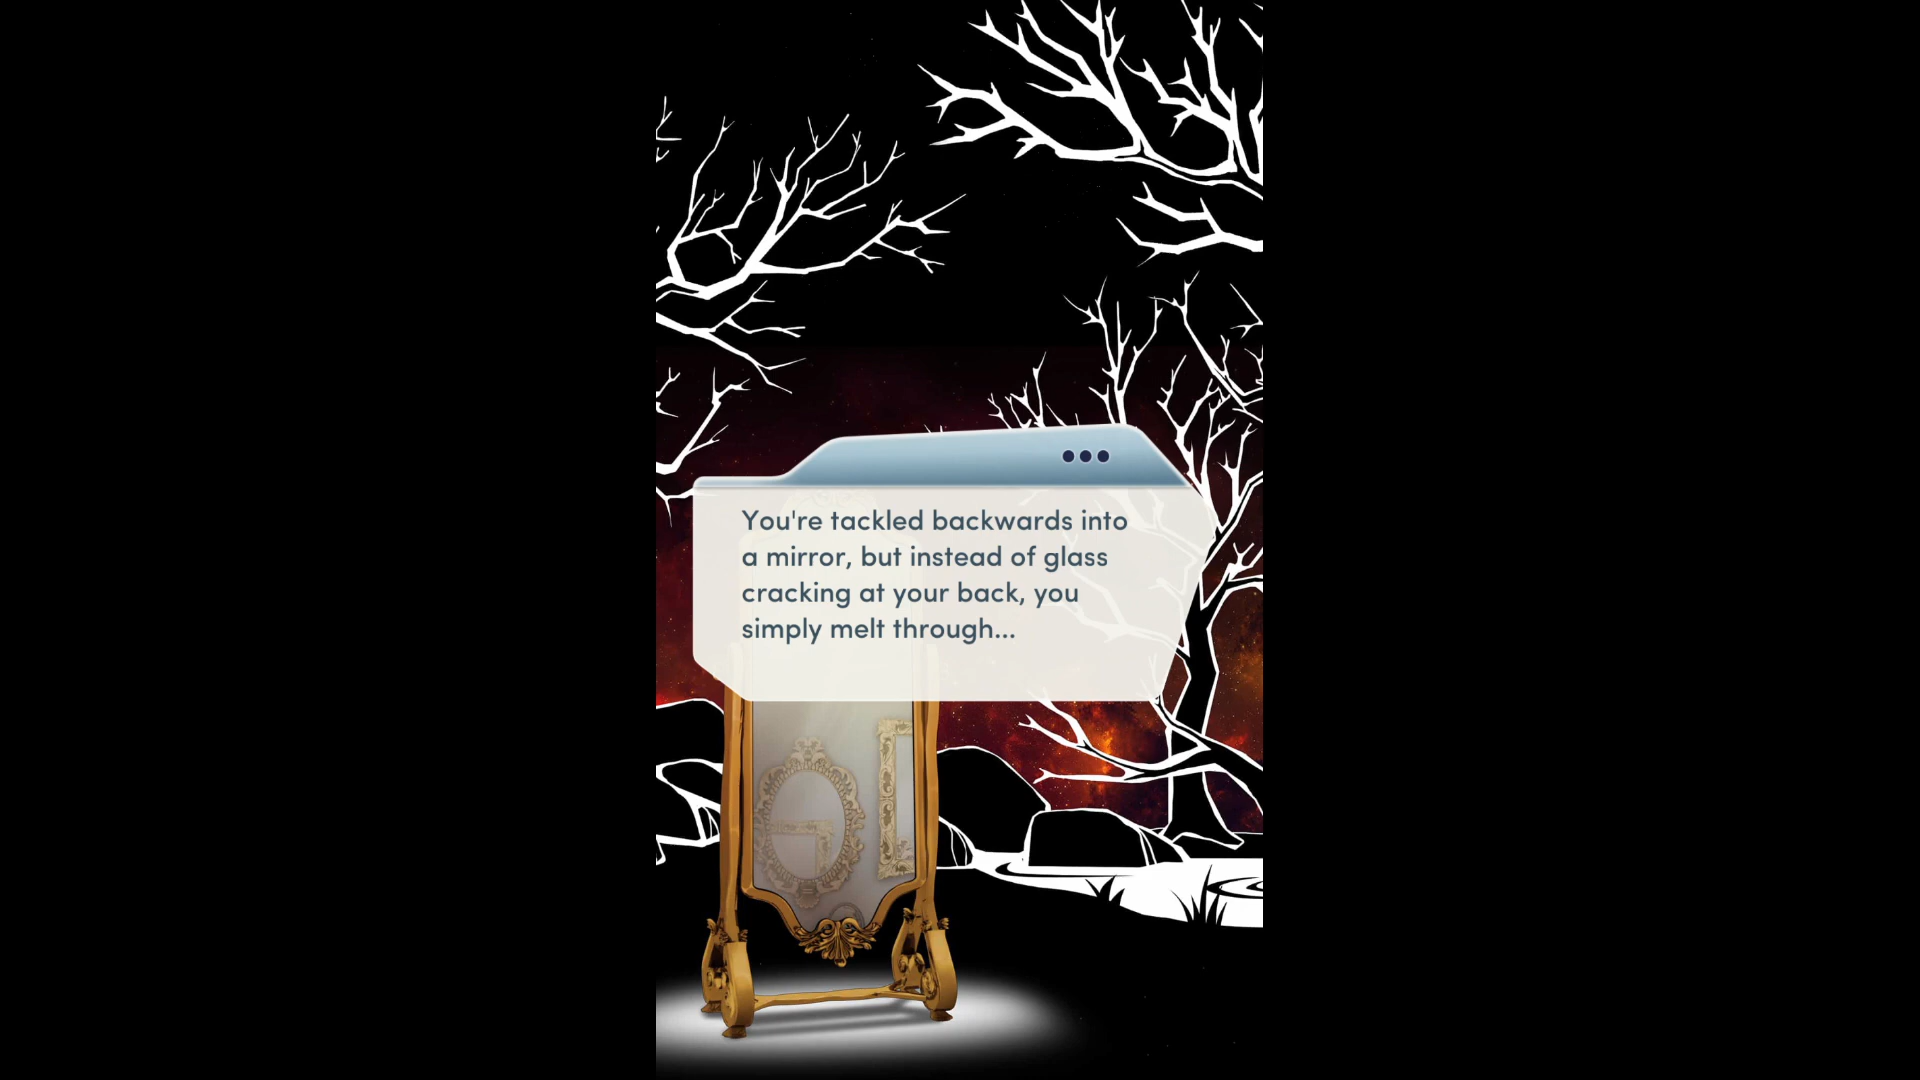 You're tackled backwards into
a mirror, but instead of glass
cracking at your back, you
simply melt through...